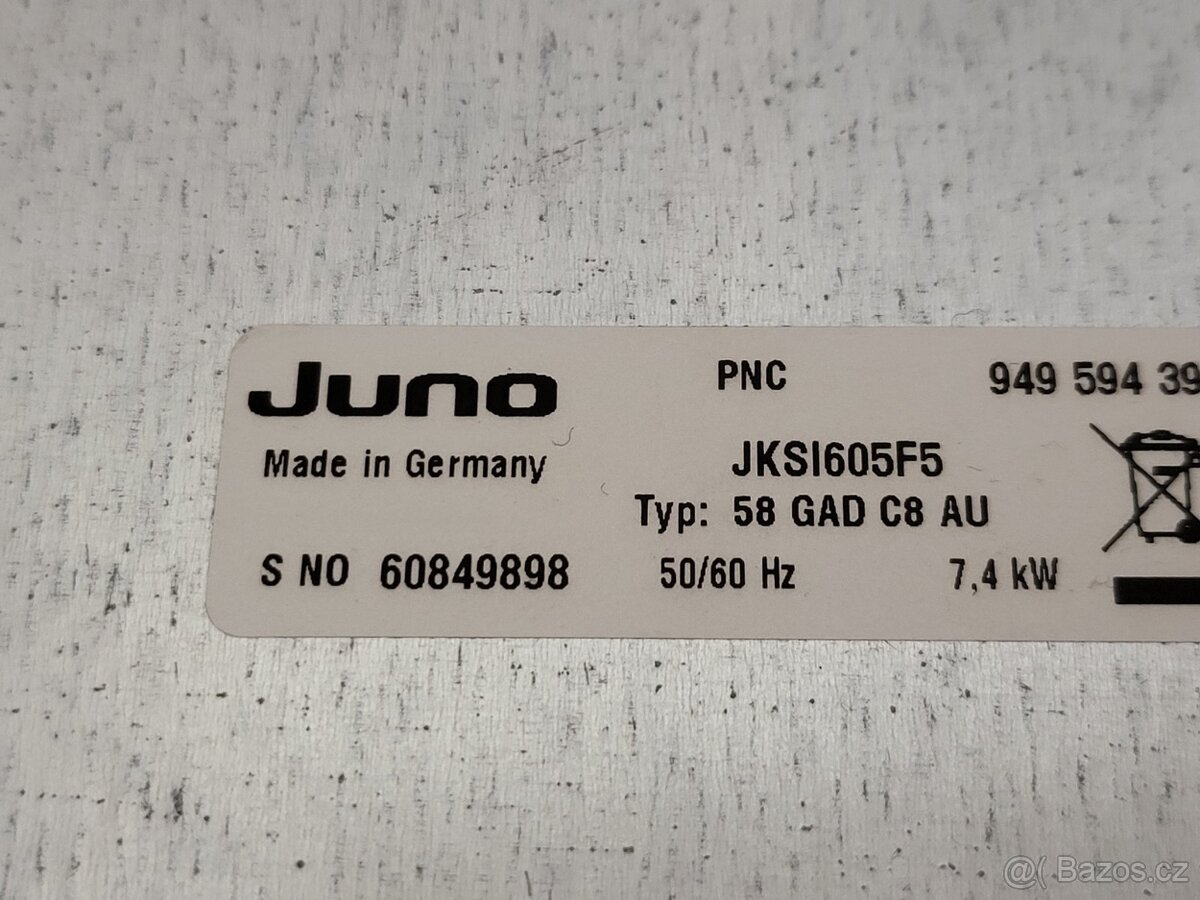 Juno PNC 949 594 39
Made in Germany JKSI605F5
Typ: 58 GAD C8 AU
S NO 60849898 50/60 Hz 7,4 kW
@( Bazos.cz